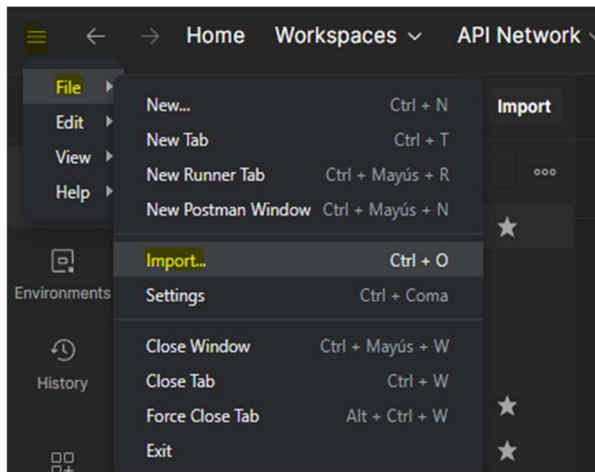 Home Workspaces API Network
File
Edit
View
Help
New... Ctrl + N
New Tab Ctrl + T
New Runner Tab Ctrl + Mayús + R
New Postman Window Ctrl + Mayús + N
Import... Ctrl + O
Settings Ctrl + Coma
Close Window Ctrl + Mayús + W
Close Tab Ctrl + W
Force Close Tab Alt + Ctrl + W
Exit
Import
Environments
History